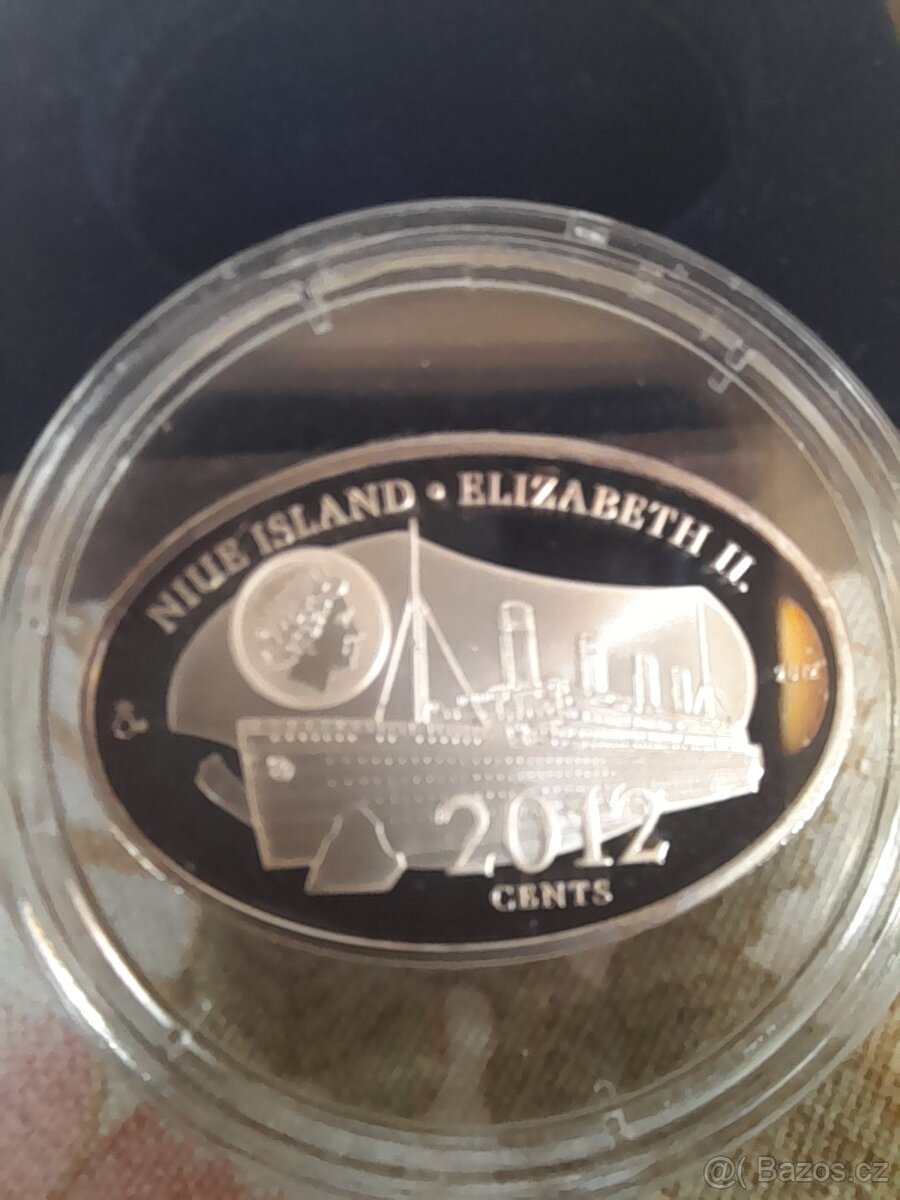 NIUE ISLAND • ELIZABETH II.
2012
CENTS
@( Bazos.cz